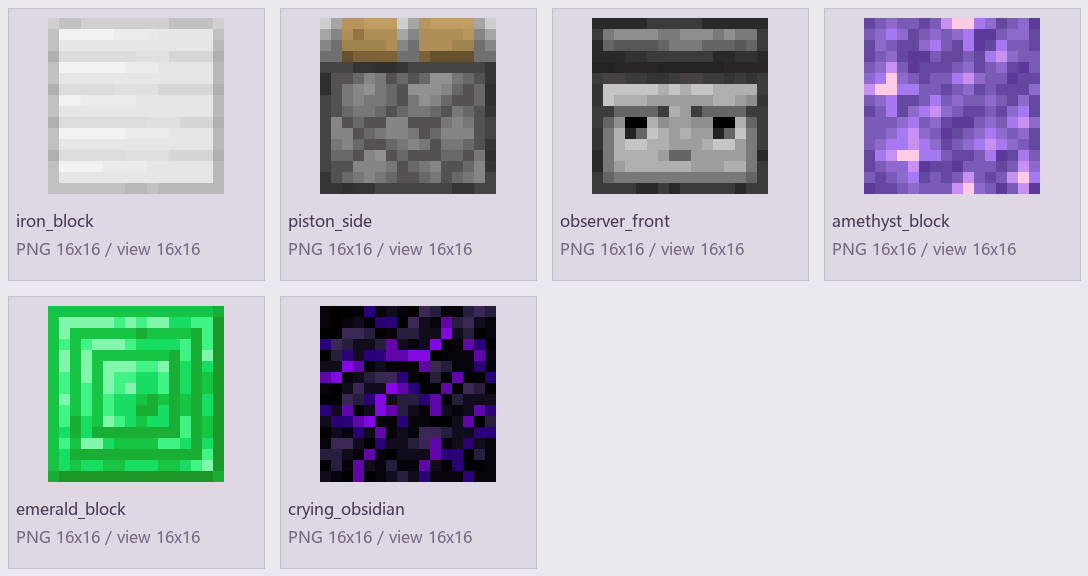 iron_block
PNG 16x16 / view 16x16
piston_side
PNG 16x16 / view 16x16
observer_front
PNG 16x16 / view 16x16
amethyst_block
PNG 16x16 / view 16x16
emerald_block
PNG 16x16 / view 16x16
crying_obsidian
PNG 16x16 / view 16x16